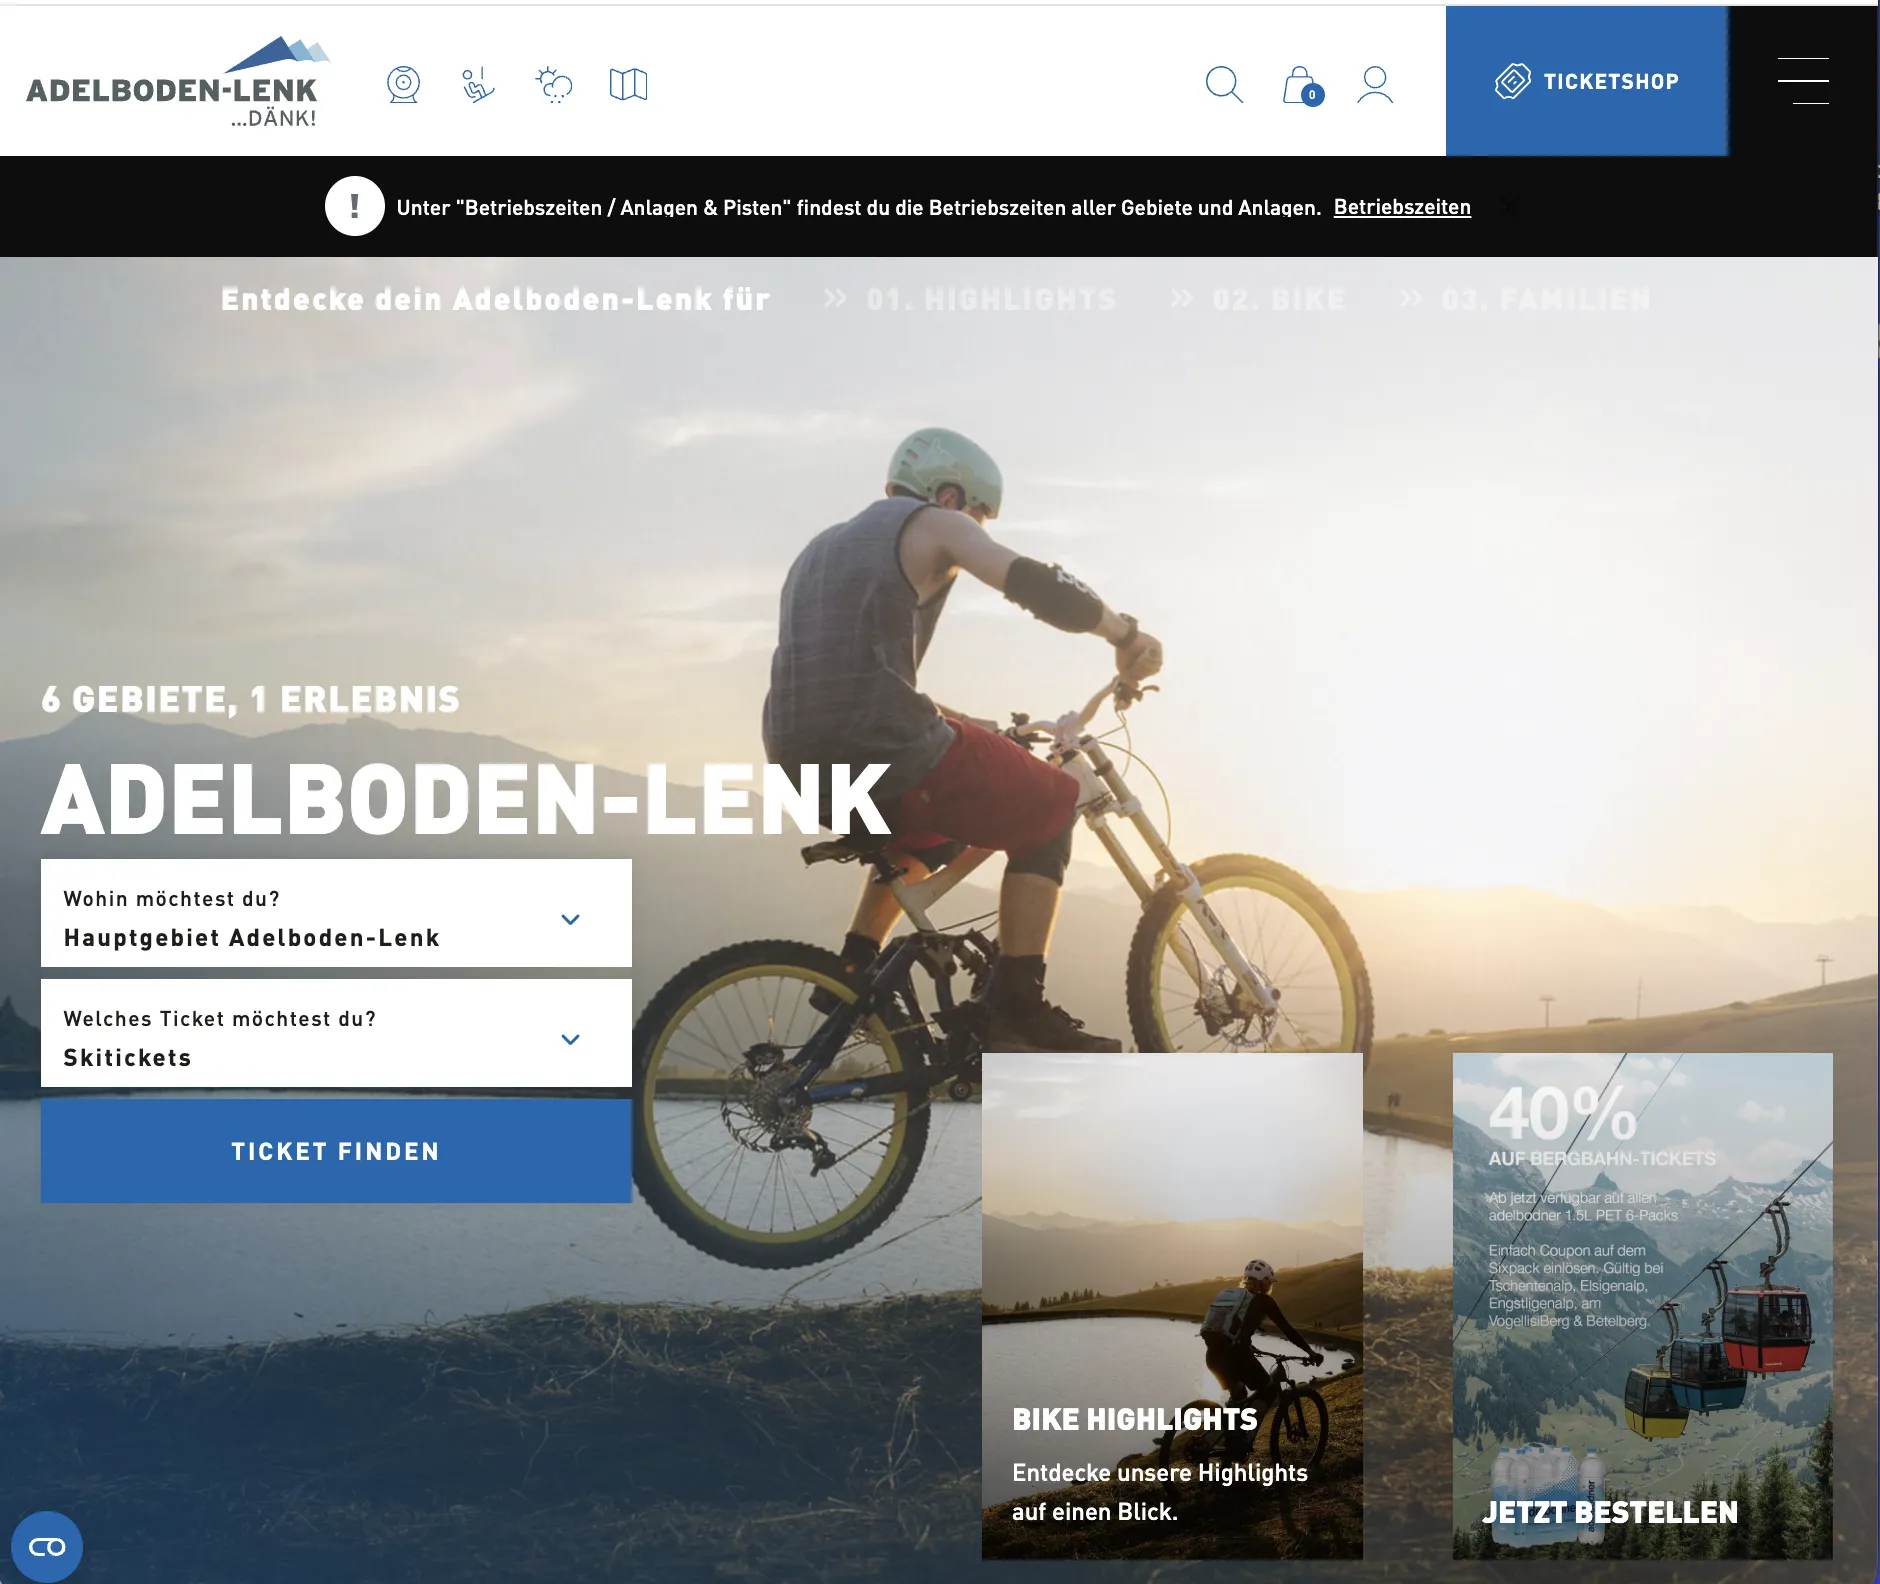 ADELBODEN-LENK
...DÄNK!
0
TICKETSHOP
!
Unter "Betriebszeiten / Anlagen & Pisten" findest du die Betriebszeiten aller Gebiete und Anlagen. Betriebszeiten
Entdecke dein Adelboden-Lenk für >> 01. HIGHLIGHTS >> 02. BIKE >> 03. FAMILIEN
6 GEBIETE, 1 ERLEBNIS
ADELBODEN-LENK
Wohin möchtest du?
Hauptgebiet Adelboden-Lenk
Welches Ticket möchtest du?
Skitickets
TICKET FINDEN
BIKE HIGHLIGHTS
Entdecke unsere Highlights
auf einen Blick.
40%
AUF BERGBAHN-TICKETS
Ab jetzt verfügbar auf allen
adelbodner 1.5L PET 6-Packs
Einfach Coupon auf dem
Sixpack einlösen. Gültig bei
Tschentenalp, Elsigenalp,
Engstligenalp, am
VogellisiBerg & Betelberg.
JETZT BESTELLEN